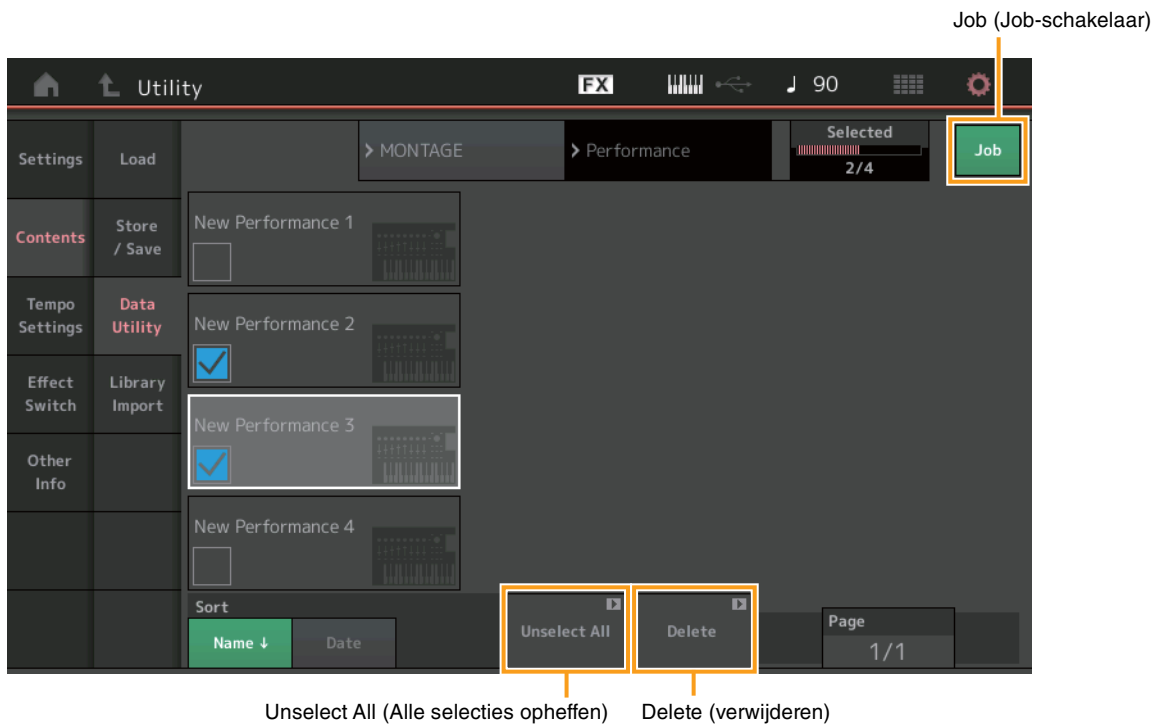 Job (Job-schakelaar)
Utility
FX
90
Settings
Load
> MONTAGE
> Performance
Selected
2/4
Job
Contents
Store
/ Save
New Performance 1
Tempo
Settings
Data
Utility
New Performance 2
Effect
Switch
Library
Import
New Performance 3
Other
Info
New Performance 4
Sort
Name ↓
Date
Unselect All
Delete
Page
1/1
Unselect All (Alle selecties opheffen)
Delete (verwijderen)